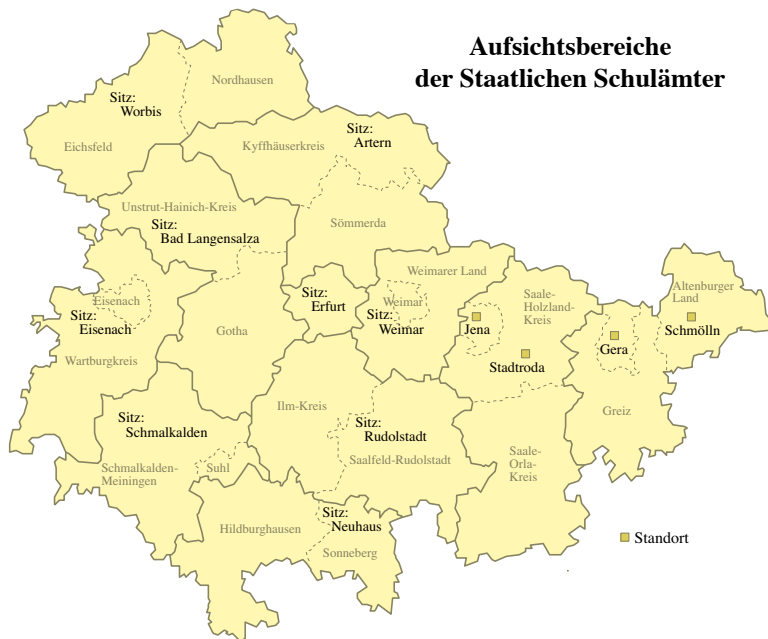 Aufsichtsbereiche
der Staatlichen Schulämter
Nordhausen
Sitz:
Worbis
Eichsfeld
Kyffhäuserkreis
Sitz:
Artern
Unstrut-Hainich-Kreis
Sitz:
Bad Langensalza
Sömmerda
Eisenach
Sitz:
Eisenach
Wartburgkreis
Gotha
Sitz:
Erfurt
Weimarer Land
Weimar
Sitz:
Weimar
Jena
Saale-
Holzland-
Kreis
Stadtroda
Gera
Greiz
Altenburger
Land
Schmölln
Sitz:
Schmalkalden
Schmalkalden-
Meiningen
Suhl
Ilm-Kreis
Sitz:
Rudolstadt
Saalfeld-Rudolstadt
Saale-
Orla-
Kreis
Hildburghausen
Sitz:
Neuhaus
Sonneberg
Standort